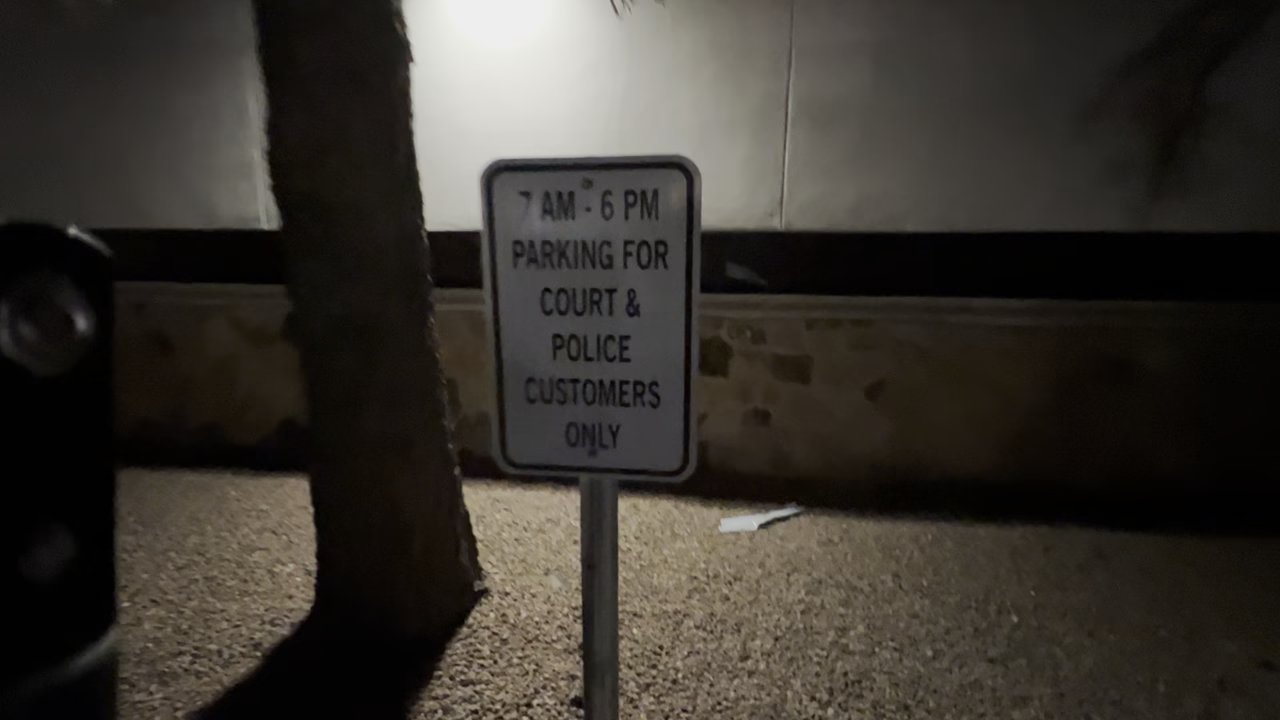 7 AM - 6 PM
PARKING FOR
COURT &
POLICE
CUSTOMERS
ONLY